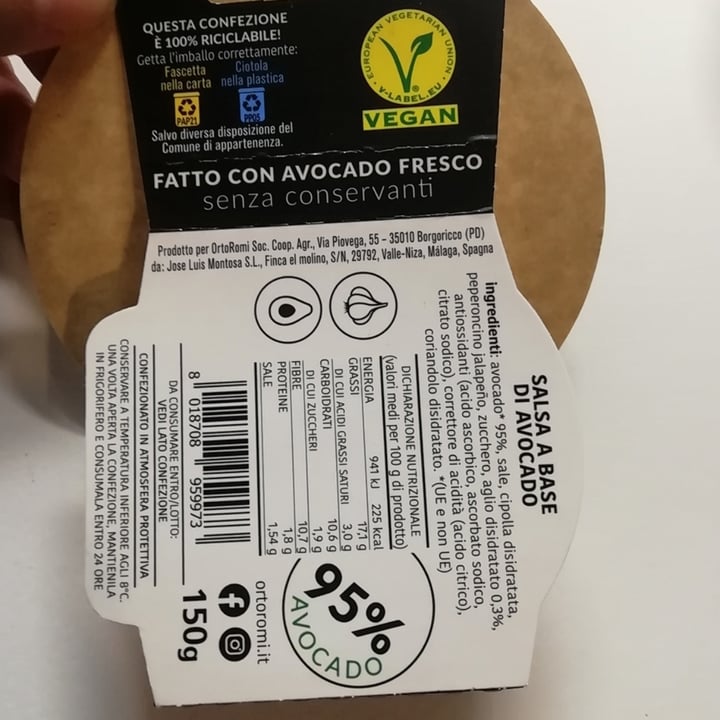 QUESTA CONFEZIONE
È 100% RICICLABILE!
Getta l'imballo correttamente:
Fascetta
nella carta
Ciotola
nella plastica
PAP21
PP05
Salvo diversa disposizione del
Comune di appartenenza.
EUROPEAN VEGETARIAN UNION
V-LABEL.EU
VEGAN
FATTO CON AVOCADO FRESCO
senza conservanti
Prodotto per OrtoRomi Soc. Coop. Agr., Via Piovega, 55 - 35010 Borgoricco (PD)
da: Jose Luis Montosa S.L., Finca el molino, S/N, 29792, Valle-Niza, Málaga, Spagna
SALSA A BASE
DI AVOCADO
ingredienti: avocado* 95%, sale, cipolla disidratata,
peperoncino jalapeño, zucchero, aglio disidratato 0,3%,
antiossidanti (acido ascorbico, ascorbato sodico,
citrato sodico), correttore di acidità (acido citrico),
coriandolo disidratato. *(UE e non UE)
DICHIARAZIONE NUTRIZIONALE
(valori medi per 100 g di prodotto)
ENERGIA 941 kJ 225 kcal
GRASSI 17,1 g
DI CUI ACIDI GRASSI SATURI 3,0 g
CARBOIDRATI 10,6 g
DI CUI ZUCCHERI 1,9 g
FIBRE 10,7 g
PROTEINE 1,8 g
SALE 1,54 g
95%
AVOCADO
8 018708 959973
ortoromi.it
150g
DA CONSUMARE ENTRO/LOTTO:
VEDI LATO CONFEZIONE
CONFEZIONATO IN ATMOSFERA PROTETTIVA
CONSERVARE A TEMPERATURA INFERIORE AGLI 8°C.
UNA VOLTA APERTA LA CONFEZIONE, MANTIENILA
IN FRIGORIFERO E CONSUMALA ENTRO 24 ORE